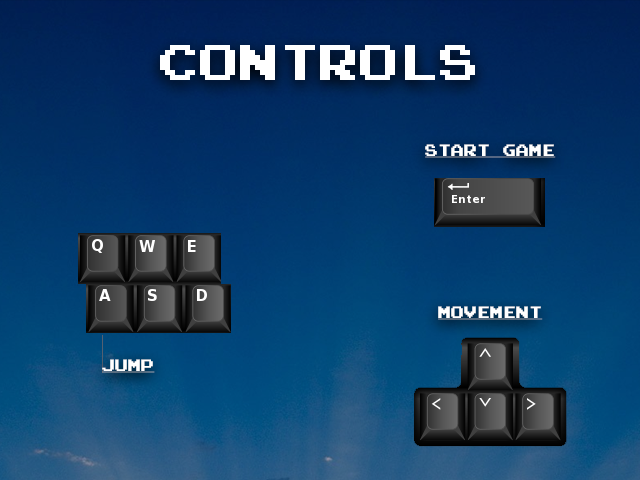 CONTROLS
START GAME
Enter
Q W E
A S D
JUMP
MOVEMENT
^
< v >